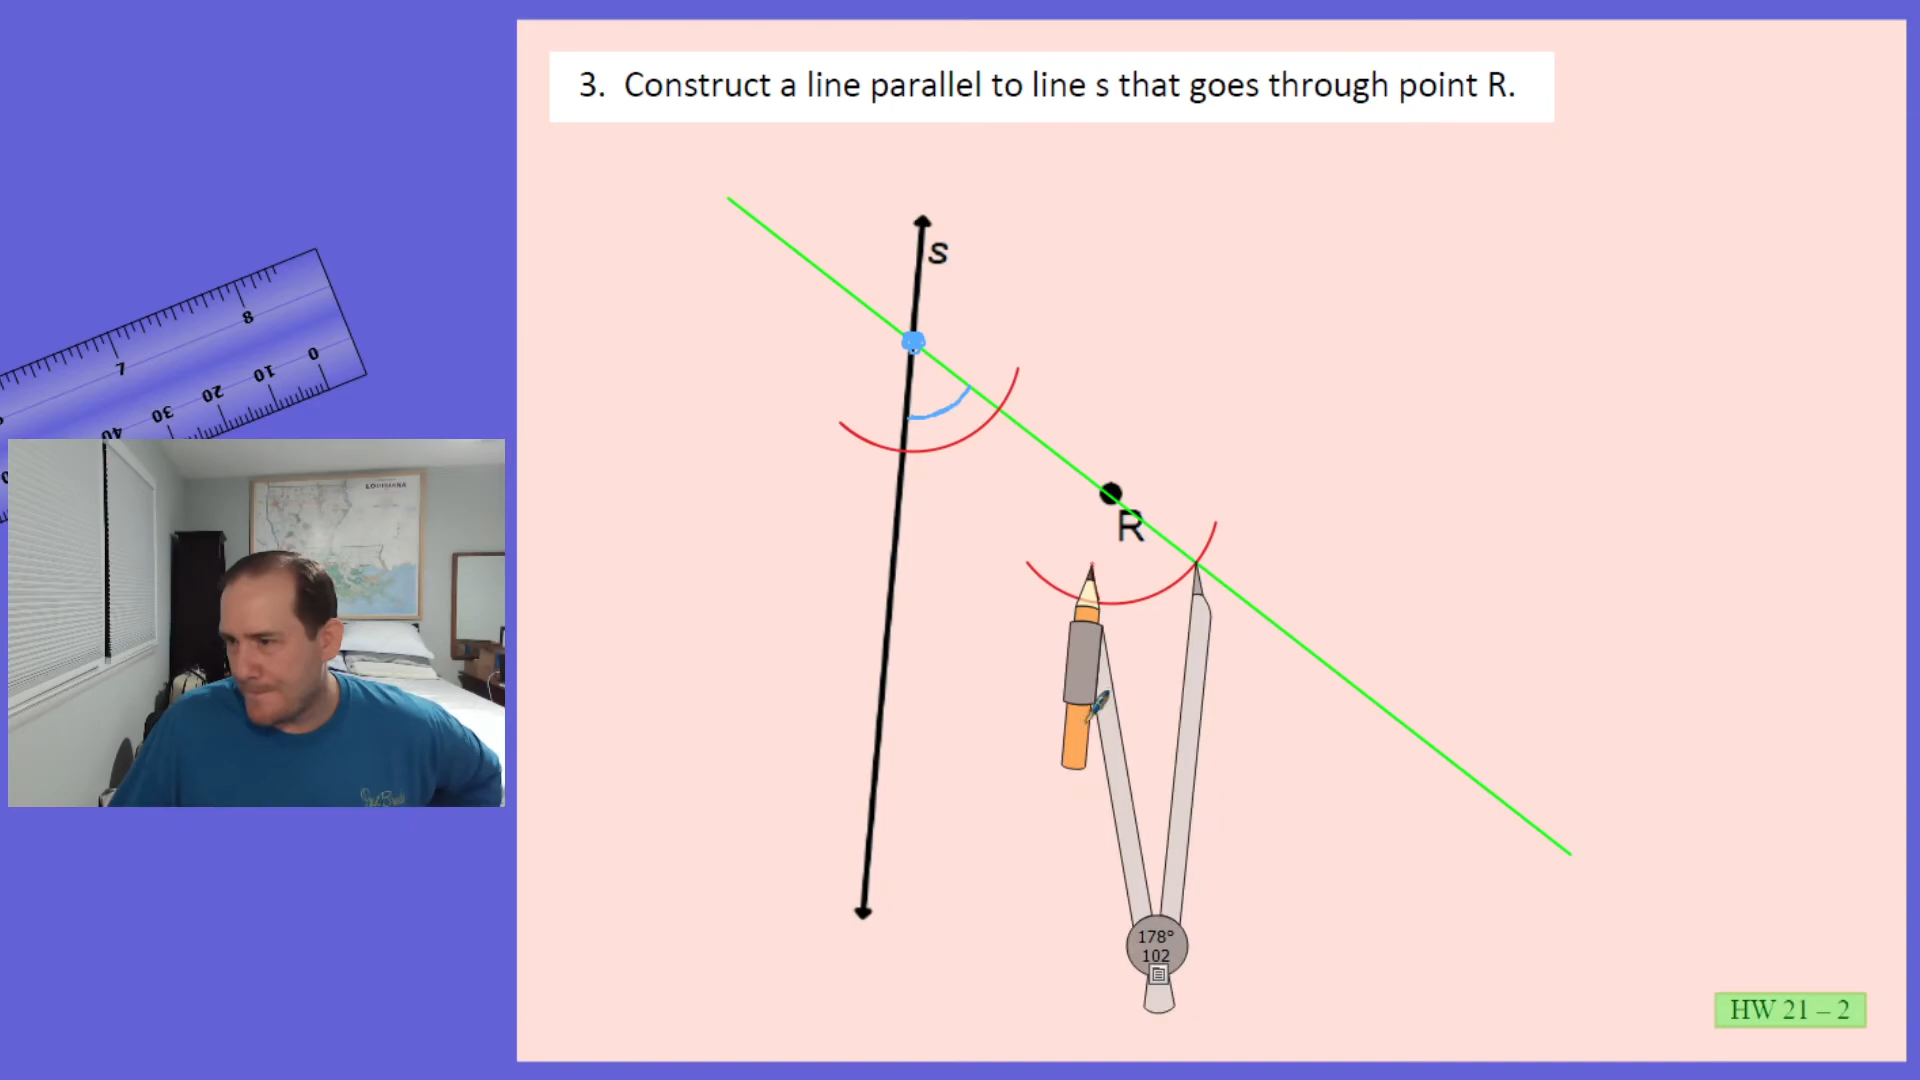 3. Construct a line parallel to line s that goes through point R.
s
8
7
0
10
20
30
40
LOUISIANA
R
178°
102
HW 21 – 2